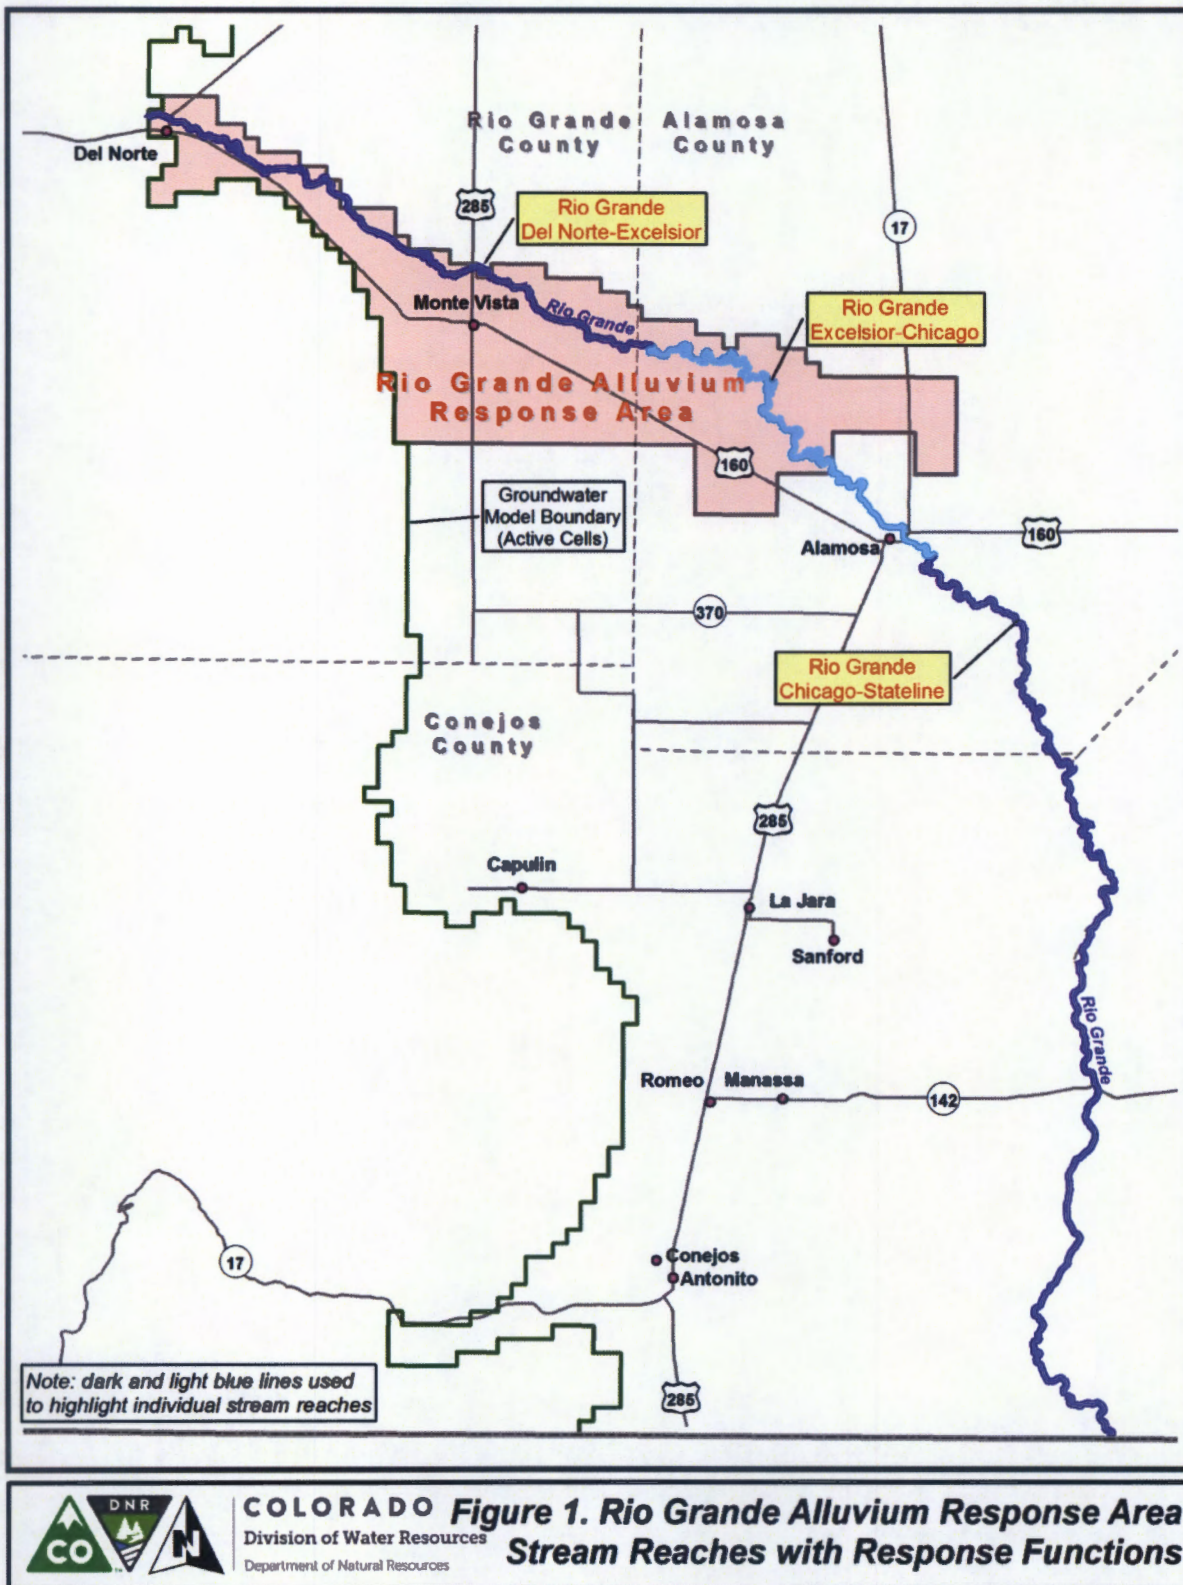 Rio Grande
County
Alamosa
County
Del Norte
285
Rio Grande
Del Norte-Excelsior
17
Rio Grande
Excelsior-Chicago
Monte Vista
Rio Grande
Rio Grande Alluvium
Response Area
160
Groundwater
Model Boundary
(Active Cells)
Alamosa
160
370
Rio Grande
Chicago-Stateline
Conejos
County
285
Capulin
La Jara
Sanford
Rio Grande
Romeo
Manassa
142
17
Conejos
Antonito
285
Note: dark and light blue lines used
to highlight individual stream reaches
CO
DNR
N
COLORADO
Division of Water Resources
Department of Natural Resources
Figure 1. Rio Grande Alluvium Response Area
Stream Reaches with Response Functions